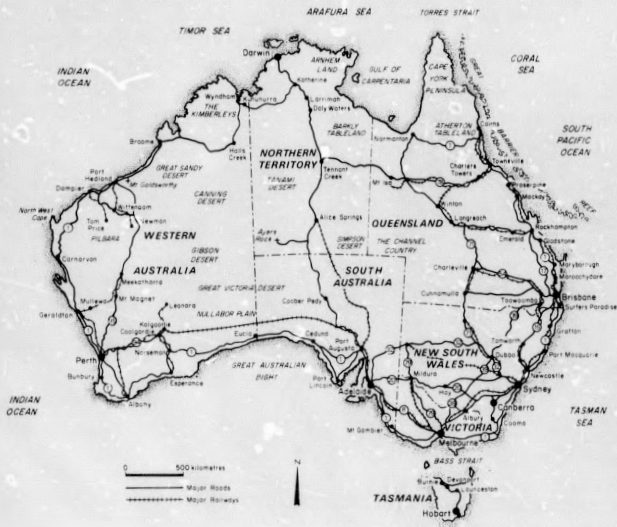 ARAFURA SEA
TORRES STRAIT
TIMOR SEA
Darwin
ARNHEM
LAND
GULF OF
CARPENTARIA
CAPE
YORK
PENINSULA
GREAT
BARRIER
REEF
CORAL
SEA
INDIAN
OCEAN
Katherine
Wyndham
Kununurra
THE
KIMBERLEYS
Larrimah
Daly Waters
Cairns
SOUTH
PACIFIC
OCEAN
BARKLY
TABLELAND
Normanton
ATHERTON
TABLELAND
Broome
Halls
Creek
NORTHERN
TERRITORY
Townsville
Charters
Towers
Port
Hedland
GREAT SANDY
DESERT
TANAMI
DESERT
Tennant
Creek
Mt Isa
Proserpine
Mackay
Dampier
Mt Goldsworthy
CANNING
DESERT
Winton
North West
Cape
Wittenoom
Tom
Price
Newman
PILBARA
Alice Springs
QUEENSLAND
Longreach
Emerald
Rockhampton
Gladstone
WESTERN
AUSTRALIA
Ayers
Rock
SIMPSON
DESERT
THE CHANNEL
COUNTRY
Carnarvon
GIBSON
DESERT
SOUTH
AUSTRALIA
Charleville
Maryborough
Maroochydore
Meekatharra
GREAT VICTORIA DESERT
Coober Pedy
Cunnamulla
Toowoomba
Brisbane
Surfers Paradise
Mullewa
Mt Magnet
Leonora
Geraldton
NULLABOR PLAIN
Kalgoorlie
Coolgardie
Grafton
Eucla
Ceduna
Port
Augusta
Tamworth
Perth
Norseman
NEW SOUTH
WALES
Dubbo
Port Macquarie
Bunbury
Esperance
GREAT AUSTRALIAN
BIGHT
Port
Lincoln
Adelaide
Mildura
Newcastle
Sydney
Albany
Hay
Canberra
INDIAN
OCEAN
Mt Gambier
VICTORIA
Albury
Cooma
TASMAN
SEA
Melbourne
BASS STRAIT
0 500 kilometres
N
Major Roads
Major Railways
Burnie
Devonport
Launceston
TASMANIA
Hobart